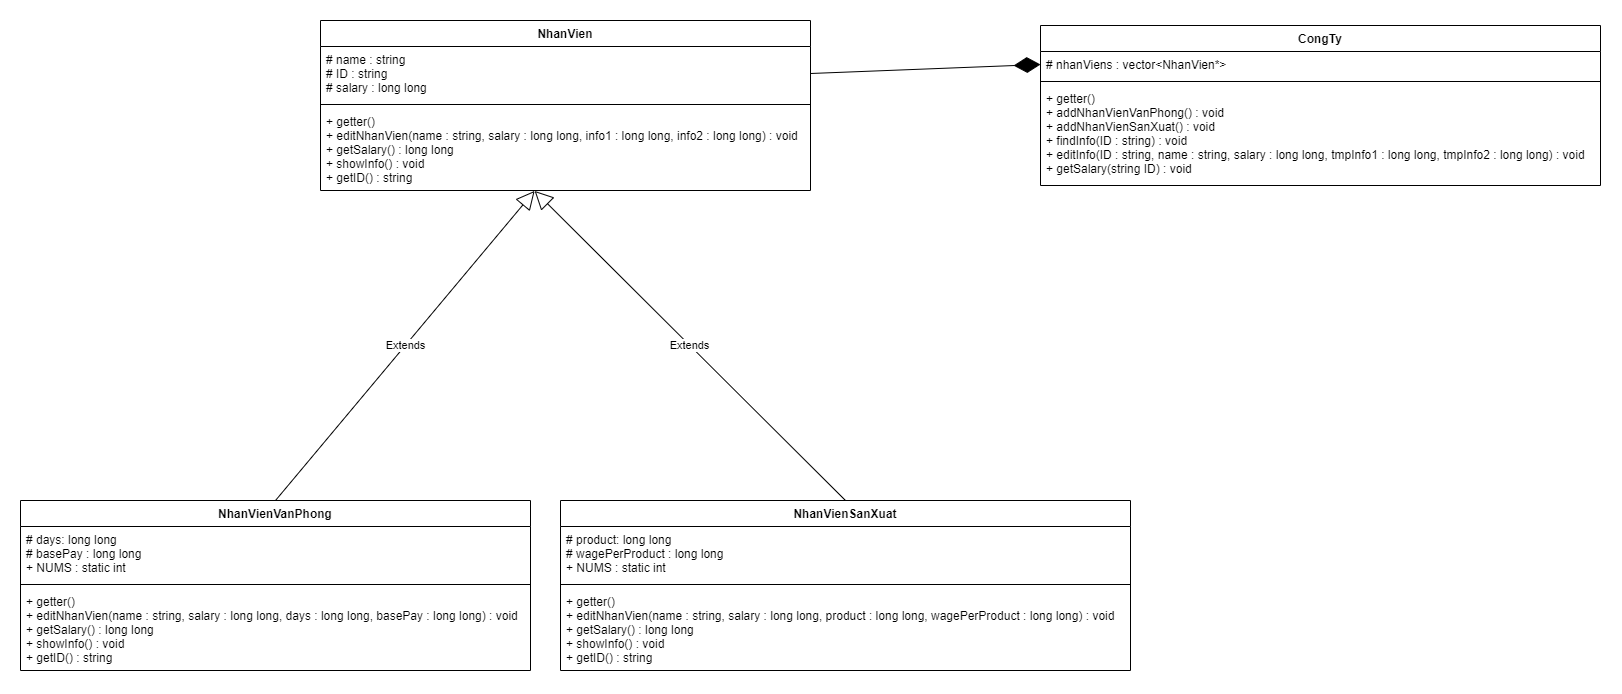 NhanVien
# name : string
# ID : string
# salary : long long
+ getter()
+ editNhanVien(name : string, salary : long long, info1 : long long, info2 : long long) : void
+ getSalary() : long long
+ showInfo() : void
+ getID() : string
CongTy
# nhanViens : vector<NhanVien*>
+ getter()
+ addNhanVienVanPhong() : void
+ addNhanVienSanXuat() : void
+ findInfo(ID : string) : void
+ editInfo(ID : string, name : string, salary : long long, tmpInfo1 : long long, tmpInfo2 : long long) : void
+ getSalary(string ID) : void
Extends
Extends
NhanVienVanPhong
# days: long long
# basePay : long long
+ NUMS : static int
+ getter()
+ editNhanVien(name : string, salary : long long, days : long long, basePay : long long) : void
+ getSalary() : long long
+ showInfo() : void
+ getID() : string
NhanVienSanXuat
# product: long long
# wagePerProduct : long long
+ NUMS : static int
+ getter()
+ editNhanVien(name : string, salary : long long, product : long long, wagePerProduct : long long) : void
+ getSalary() : long long
+ showInfo() : void
+ getID() : string